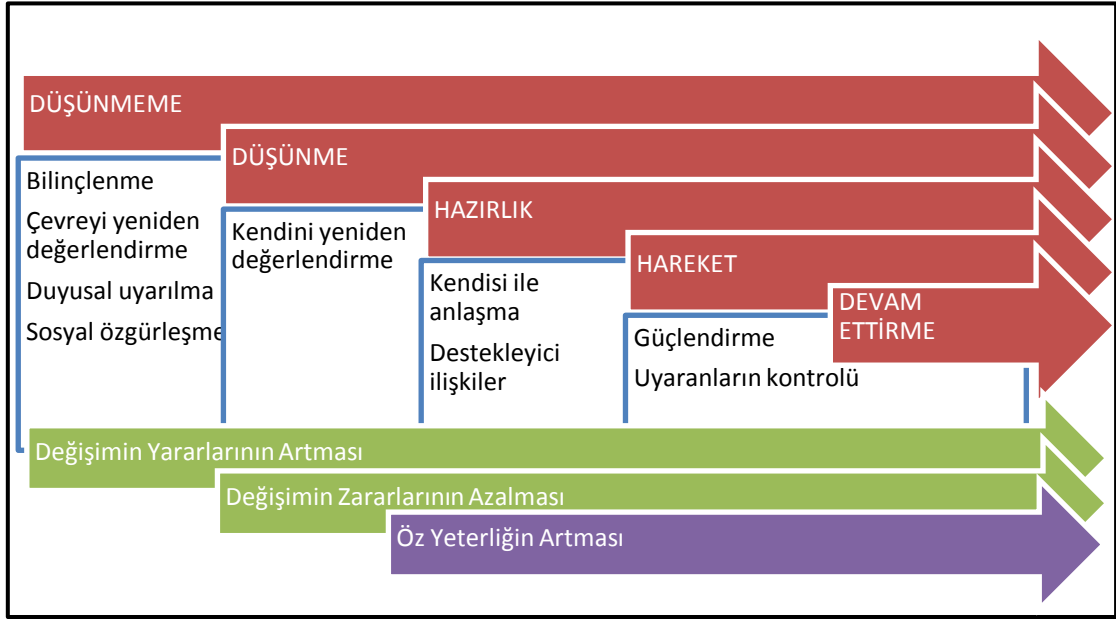 DÜŞÜNMEME
Bilinçlenme
Çevreyi yeniden
değerlendirme
Duyusal uyarılma
Sosyal özgürleşme
DÜŞÜNME
Kendini yeniden
değerlendirme
HAZIRLIK
Kendisi ile
anlaşma
Destekleyici
ilişkiler
HAREKET
Güçlendirme
Uyaranların kontrolü
DEVAM
ETTİRME
Değişimin Yararlarının Artması
Değişimin Zararlarının Azalması
Öz Yeterliğin Artması